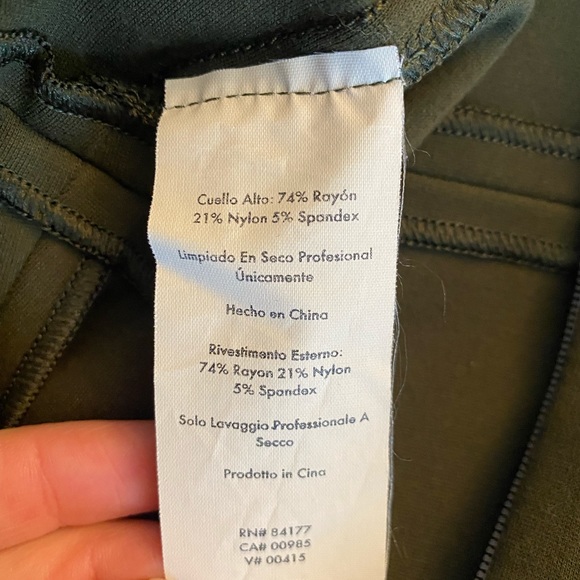 Cuello Alto: 74% Rayón
21% Nylon 5% Spandex
Limpiado En Seco Profesional
Únicamente
Hecho en China
Rivestimento Esterno:
74% Rayon 21% Nylon
5% Spandex
Solo Lavaggio Professionale A
Secco
Prodotto in Cina
RN# 84177
CA# 00985
V# 00415